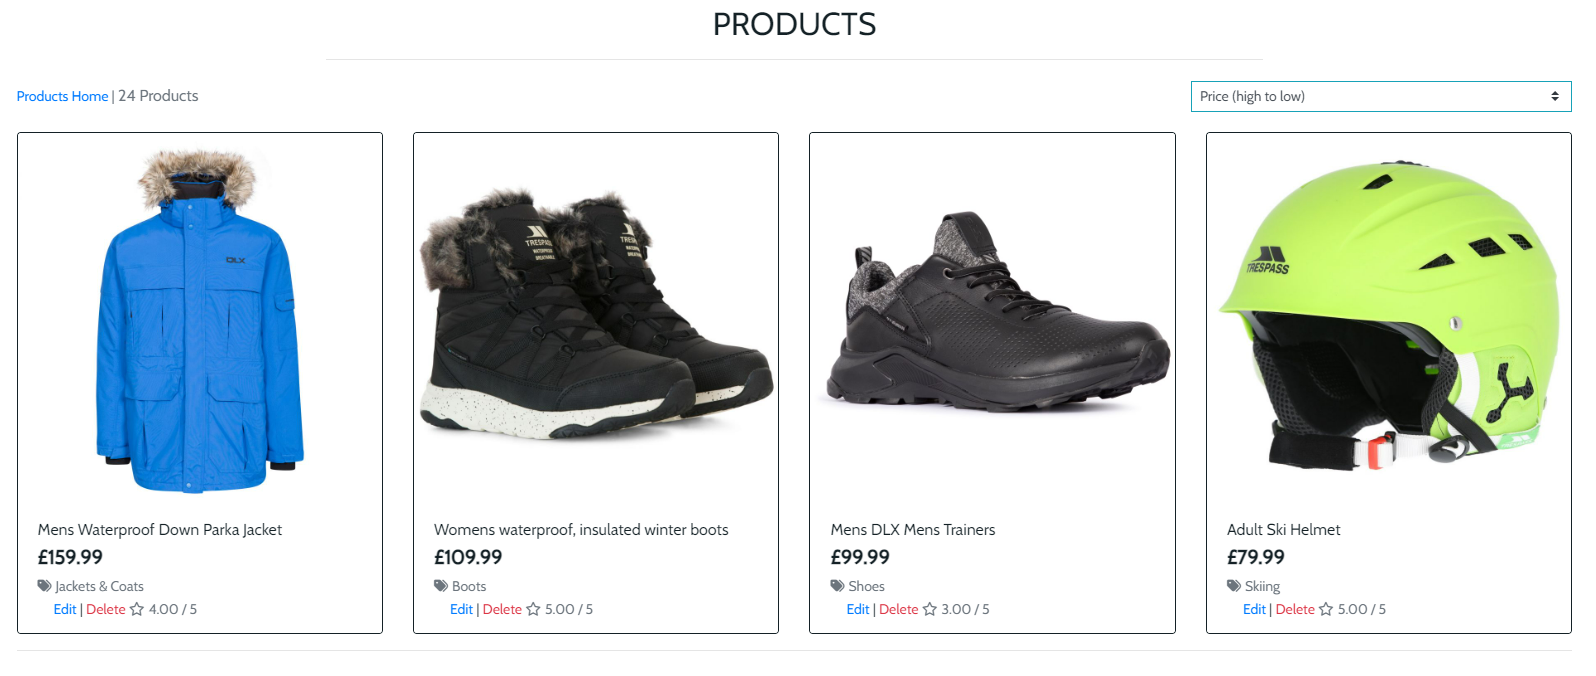 PRODUCTS
Products Home | 24 Products
Price (high to low)
DLX
TRESPASS
WATERPROOF
BREATHABLE
TRESPASS
Mens Waterproof Down Parka Jacket
£159.99
Jackets & Coats
Edit | Delete 4.00 / 5
Womens waterproof, insulated winter boots
£109.99
Boots
Edit | Delete 5.00 / 5
Mens DLX Mens Trainers
£99.99
Shoes
Edit | Delete 3.00 / 5
Adult Ski Helmet
£79.99
Skiing
Edit | Delete 5.00 / 5